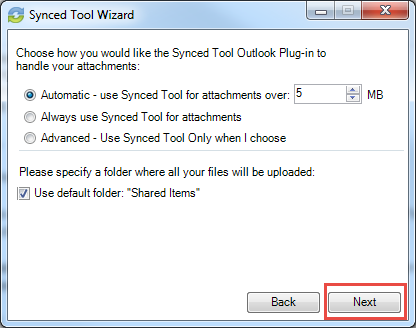 Synced Tool Wizard
Choose how you would like the Synced Tool Outlook Plug-in to
handle your attachments:
Automatic - use Synced Tool for attachments over: 5 MB
Always use Synced Tool for attachments
Advanced - Use Synced Tool Only when I choose
Please specify a folder where all your files will be uploaded:
Use default folder: "Shared Items"
Back Next